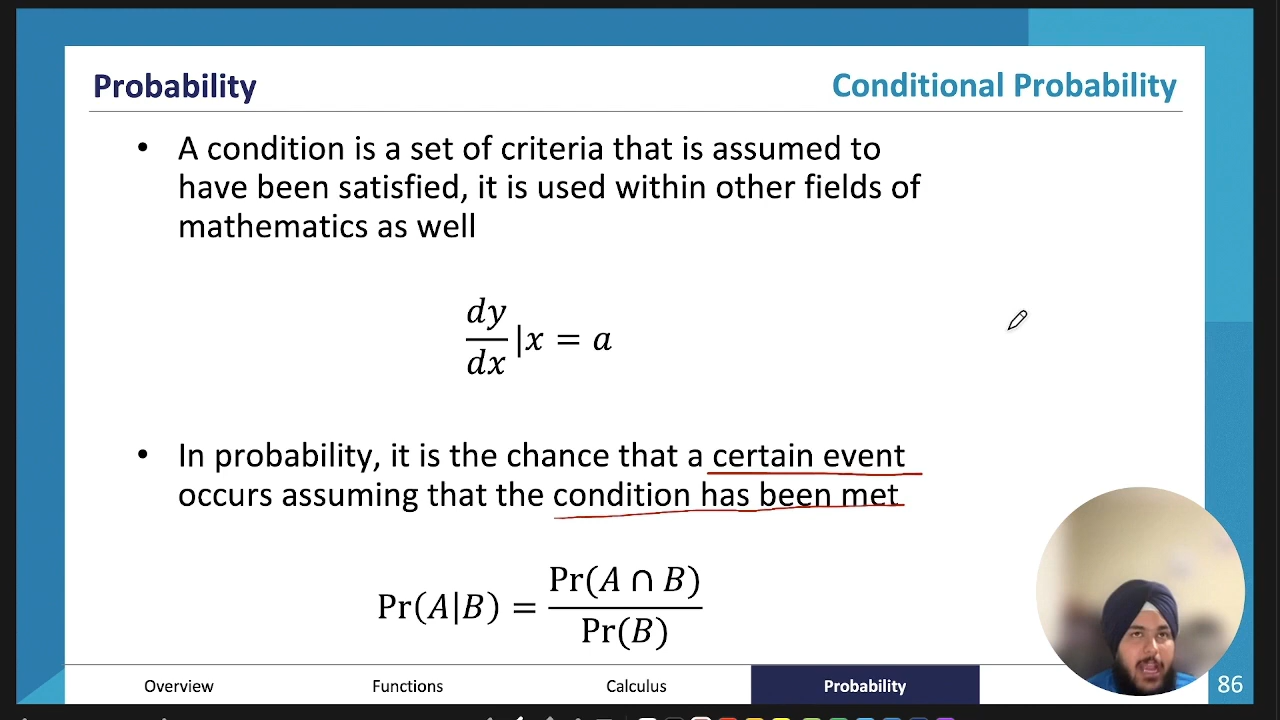 Probability
Conditional Probability
• A condition is a set of criteria that is assumed to
have been satisfied, it is used within other fields of
mathematics as well
dy/dx |x = a
• In probability, it is the chance that a certain event
occurs assuming that the condition has been met
Pr(A|B) = Pr(A ∩ B)/Pr(B)
Overview Functions Calculus Probability 86